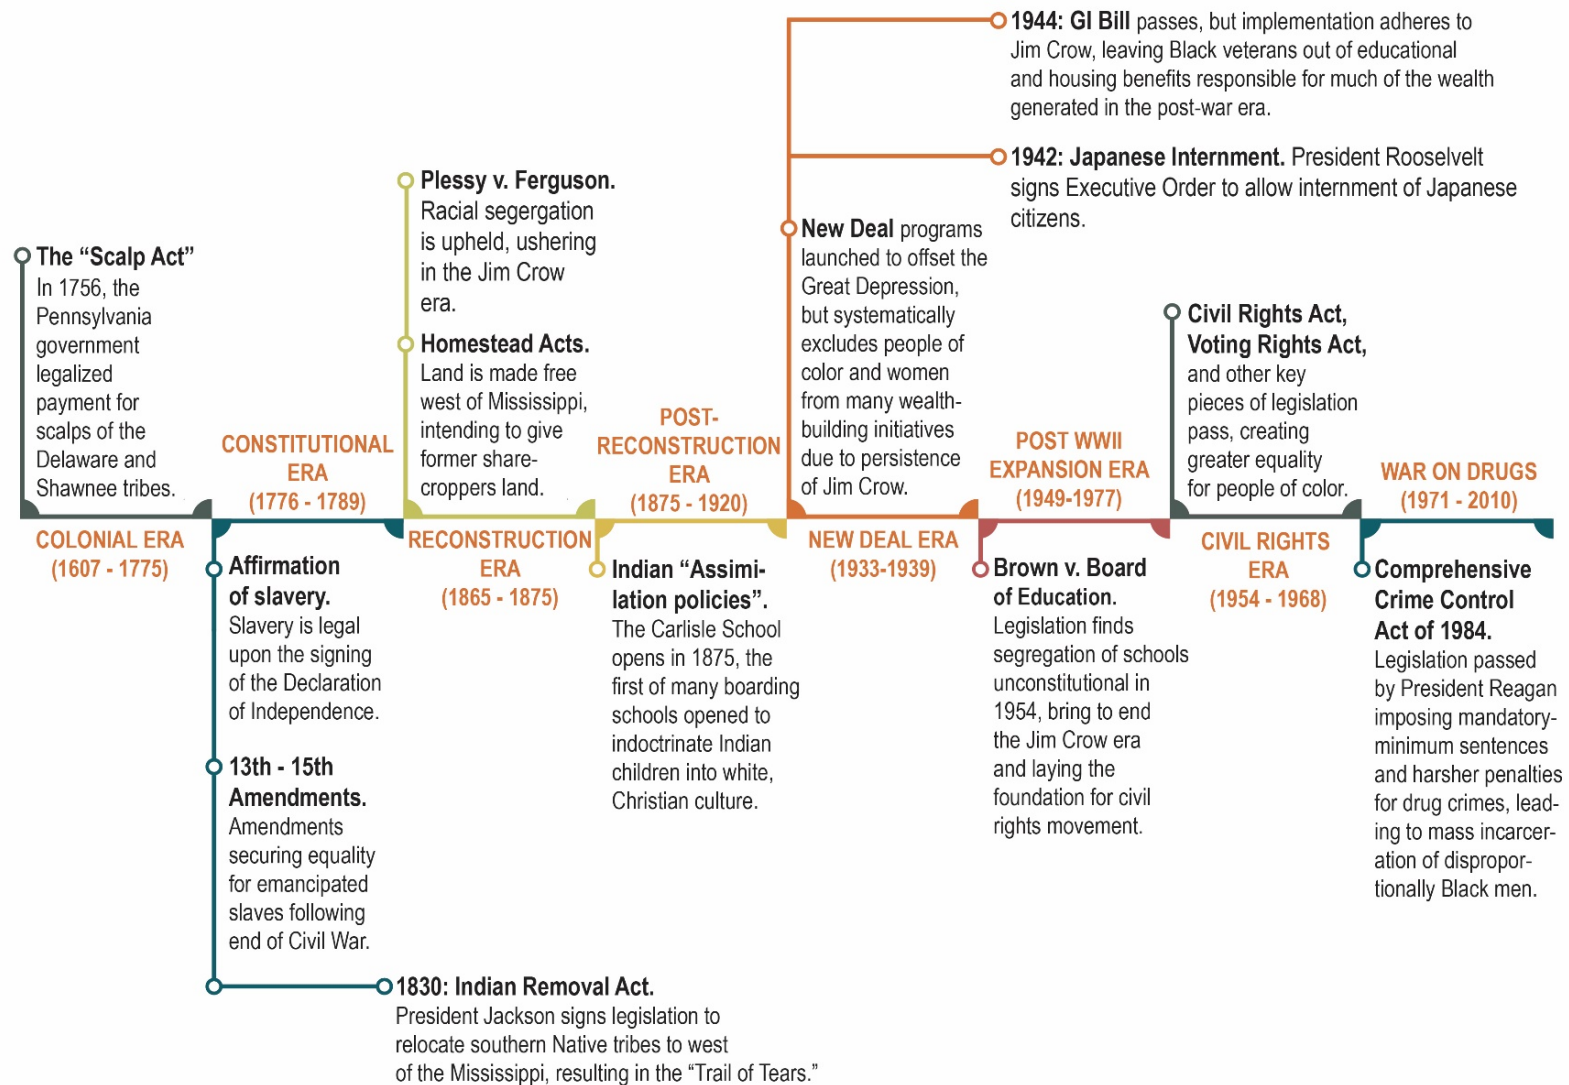 The “Scalp Act”
In 1756, the
Pennsylvania
government
legalized
payment for
scalps of the
Delaware and
Shawnee tribes.
COLONIAL ERA
(1607 - 1775)
CONSTITUTIONAL
ERA
(1776 - 1789)
Affirmation
of slavery.
Slavery is legal
upon the signing
of the Declaration
of Independence.
13th - 15th
Amendments.
Amendments
securing equality
for emancipated
slaves following
end of Civil War.
1830: Indian Removal Act.
President Jackson signs legislation to
relocate southern Native tribes to west
of the Mississippi, resulting in the “Trail of Tears.”
Plessy v. Ferguson.
Racial segergation
is upheld, ushering
in the Jim Crow
era.
Homestead Acts.
Land is made free
west of Mississippi,
intending to give
former share-
croppers land.
RECONSTRUCTION
ERA
(1865 - 1875)
POST-
RECONSTRUCTION
ERA
(1875 - 1920)
Indian “Assimi-
lation policies”.
The Carlisle School
opens in 1875, the
first of many boarding
schools opened to
indoctrinate Indian
children into white,
Christian culture.
1944: GI Bill passes, but implementation adheres to
Jim Crow, leaving Black veterans out of educational
and housing benefits responsible for much of the wealth
generated in the post-war era.
1942: Japanese Internment. President Rooselvelt
signs Executive Order to allow internment of Japanese
citizens.
New Deal programs
launched to offset the
Great Depression,
but systematically
excludes people of
color and women
from many wealth-
building initiatives
due to persistence
of Jim Crow.
NEW DEAL ERA
(1933-1939)
POST WWII
EXPANSION ERA
(1949-1977)
Brown v. Board
of Education.
Legislation finds
segregation of schools
unconstitutional in
1954, bring to end
the Jim Crow era
and laying the
foundation for civil
rights movement.
Civil Rights Act,
Voting Rights Act,
and other key
pieces of legislation
pass, creating
greater equality
for people of color.
CIVIL RIGHTS
ERA
(1954 - 1968)
WAR ON DRUGS
(1971 - 2010)
Comprehensive
Crime Control
Act of 1984.
Legislation passed
by President Reagan
imposing mandatory-
minimum sentences
and harsher penalties
for drug crimes, lead-
ing to mass incarcer-
ation of dispropor-
tionally Black men.